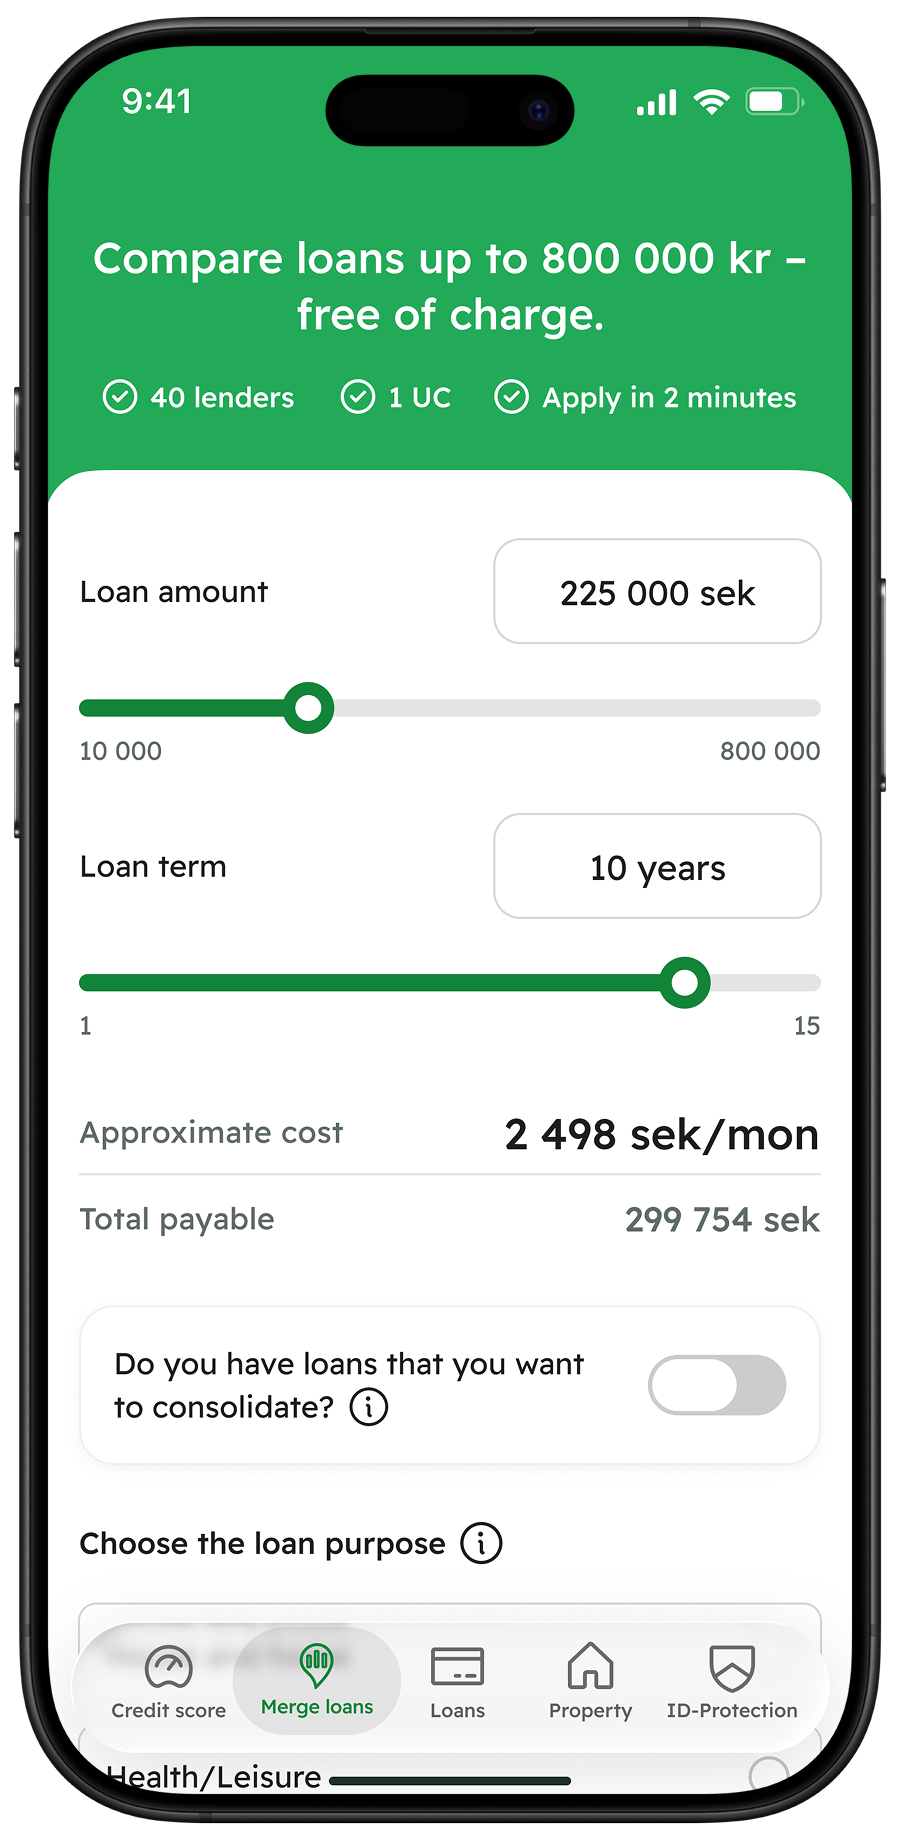 9:41
Compare loans up to 800 000 kr –
free of charge.
40 lenders
1 UC
Apply in 2 minutes
Loan amount
225 000 sek
10 000
800 000
Loan term
10 years
1
15
Approximate cost
2 498 sek/mon
Total payable
299 754 sek
Do you have loans that you want
to consolidate?
Choose the loan purpose
Credit score
Merge loans
Loans
Property
ID-Protection
Health/Leisure